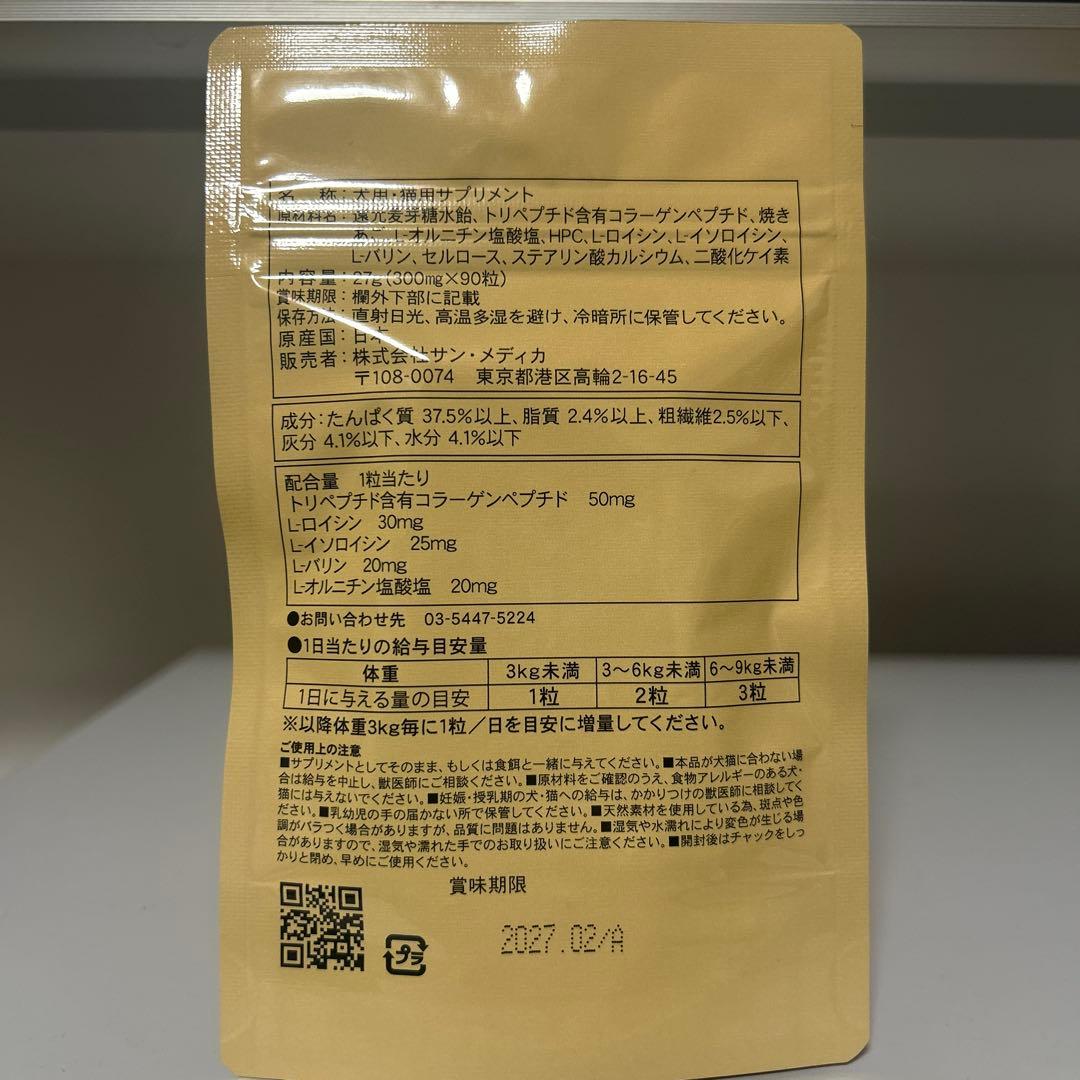 名　称：犬用・猫用サプリメント
原材料名：還元麦芽糖水飴、トリペプチド含有コラーゲンペプチド、焼き
あご、L-オルニチン塩酸塩、HPC、L-ロイシン、L-イソロイシン、
L-バリン、セルロース、ステアリン酸カルシウム、二酸化ケイ素
内容量：27g(300mg×90粒)
賞味期限：欄外下部に記載
保存方法：直射日光、高温多湿を避け、冷暗所に保管してください。
原産国：日本
販売者：株式会社サン・メディカ
〒108-0074　東京都港区高輪2-16-45
成分：たんぱく質 37.5%以上、脂質 2.4%以上、粗繊維2.5%以下、
灰分 4.1%以下、水分 4.1%以下
配合量　1粒当たり
トリペプチド含有コラーゲンペプチド　50mg
L-ロイシン　30mg
L-イソロイシン　25mg
L-バリン　20mg
L-オルニチン塩酸塩　20mg
●お問い合わせ先　03-5447-5224
●1日当たりの給与目安量
体重　3kg未満　3〜6kg未満　6〜9kg未満
1日に与える量の目安　1粒　2粒　3粒
※以降体重3kg毎に1粒／日を目安に増量してください。
ご使用上の注意
■サプリメントとしてそのまま、もしくは食餌と一緒に与えてください。■本品が犬猫に合わない場
合は給与を中止し、獣医師にご相談ください。■原材料をご確認のうえ、食物アレルギーのある犬・
猫には与えないでください。■妊娠・授乳期の犬・猫への給与は、かかりつけの獣医師に相談してく
ださい。■乳幼児の手の届かない所で保管してください。■天然素材を使用している為、斑点や色
調がバラつく場合がありますが、品質に問題はありません。■湿気や水濡れにより変色が生じる場
合がありますので、湿気や濡れた手でのお取り扱いにご注意ください。■開封後はチャックをしっ
かりと閉め、早めにご使用ください。
賞味期限
2027.02/A
プラ